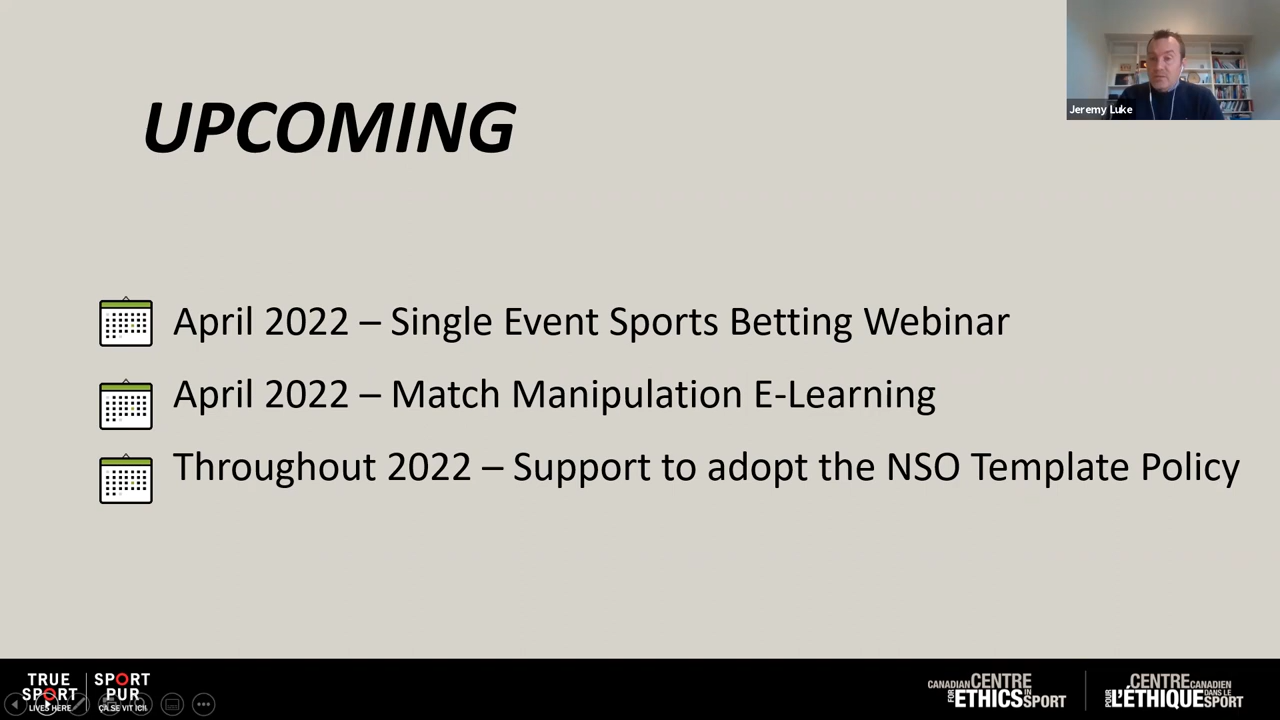 UPCOMING
Jeremy Luke
April 2022 – Single Event Sports Betting Webinar
April 2022 – Match Manipulation E-Learning
Throughout 2022 – Support to adopt the NSO Template Policy
TRUE SPORT LIVES HERE
SPORT PUR ÇA SE VIT ICI
CANADIAN CENTRE FOR ETHICS IN SPORT
CENTRE CANADIEN POUR L'ÉTHIQUE DANS LE SPORT